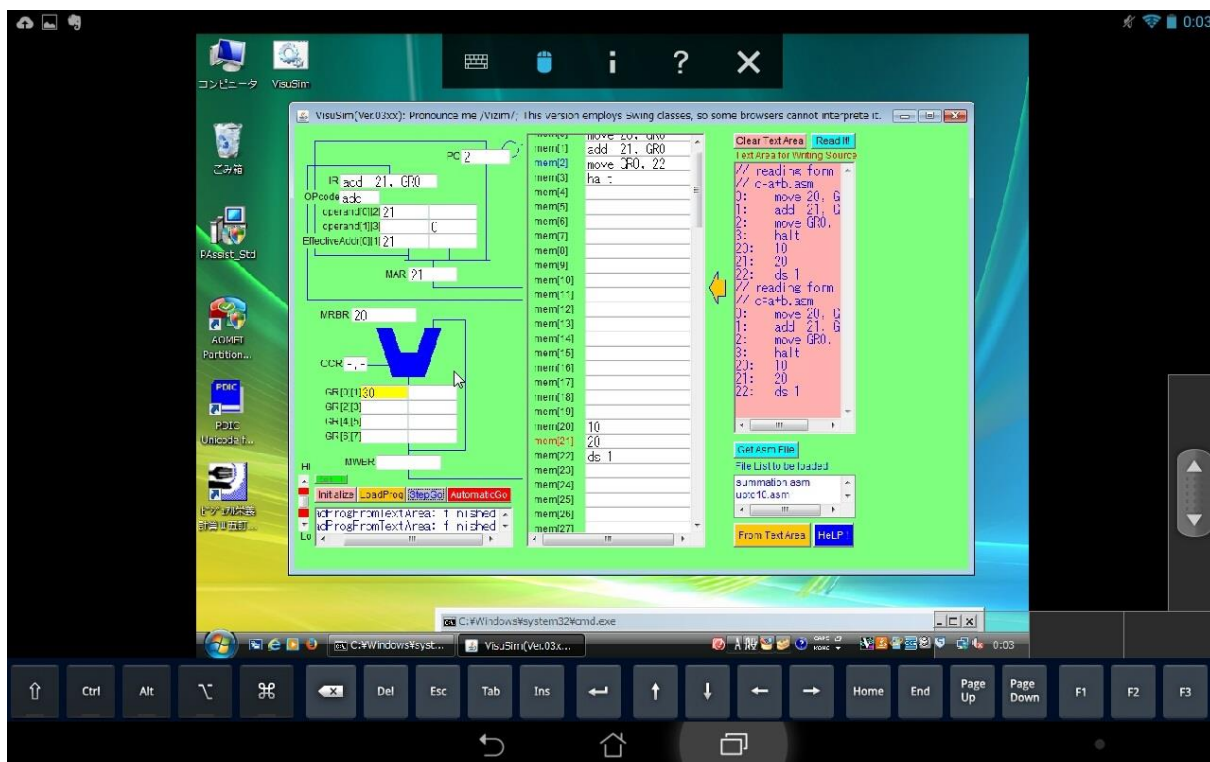 0:03
コンピュータ
VisuSim
ごみ箱
PAssist_Std
AOMEI
Partition...
PDIC
PDIC
Unicode f...
VisuSim(Ver.03xx): Pronounce me /Vizim/; This version employs Swing classes, so some browsers cannot interprete it.
PC 2
IR add 21, GR0
OPcode add
operand[0][2] 21
operand[1][3] 0
EffectiveAddr[0][1] 21
MAR 21
MRBR 20
CCR -,-
GR[0][1] 30
GR[2][3]
GR[4][5]
GR[6][7]
MWBR
Hi
Lo
Initialize LoadProg StepGo! AutomaticGo
adProgFromTextArea: finished
adProgFromTextArea: finished
mem[0] move 20, GR0
mem[1] add 21, GR0
mem[2] move GR0, 22
mem[3] halt
mem[4]
mem[5]
mem[6]
mem[7]
mem[8]
mem[9]
mem[10]
mem[11]
mem[12]
mem[13]
mem[14]
mem[15]
mem[16]
mem[17]
mem[18]
mem[19]
mem[20] 10
mem[21] 20
mem[22] ds 1
mem[23]
mem[24]
mem[25]
mem[26]
mem[27]
Clear Text Area Read It!
Text Area for Writing Source
// reading form
// c=a+b.asm
0: move 20, G
1: add 21, G
2: move GR0,
3: halt
20: 10
21: 20
22: ds 1
// reading form
// c=a+b.asm
0: move 20, G
1: add 21, G
2: move GR0,
3: halt
20: 10
21: 20
22: ds 1
Get Asm File
File List to be loaded
summation.asm
upto10.asm
From Text Area HeLP!
C:¥Windows¥system32¥cmd.exe
C:¥Windows¥syst...
VisuSim(Ver.03x...
CAPS
KANA
0:03
Ctrl
Alt
Del
Esc
Tab
Ins
Home
End
Page Up
Page Down
F1
F2
F3